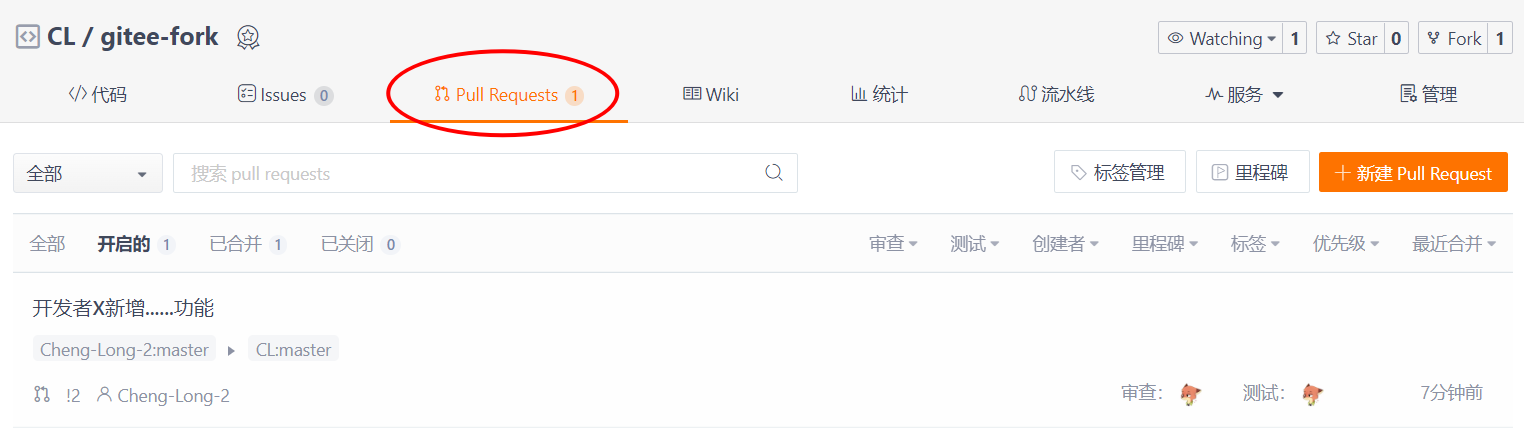 CL / gitee-fork Watching 1 Star 0 Fork 1
代码 Issues 0 Pull Requests 1 Wiki 统计 流水线 服务 管理
全部 搜索 pull requests 标签管理 里程碑 新建 Pull Request
全部 开启的 1 已合并 1 已关闭 0 审查 测试 创建者 里程碑 标签 优先级 最近合并
开发者X新增......功能
Cheng-Long-2:master CL:master
!2 Cheng-Long-2 审查: 测试: 7分钟前